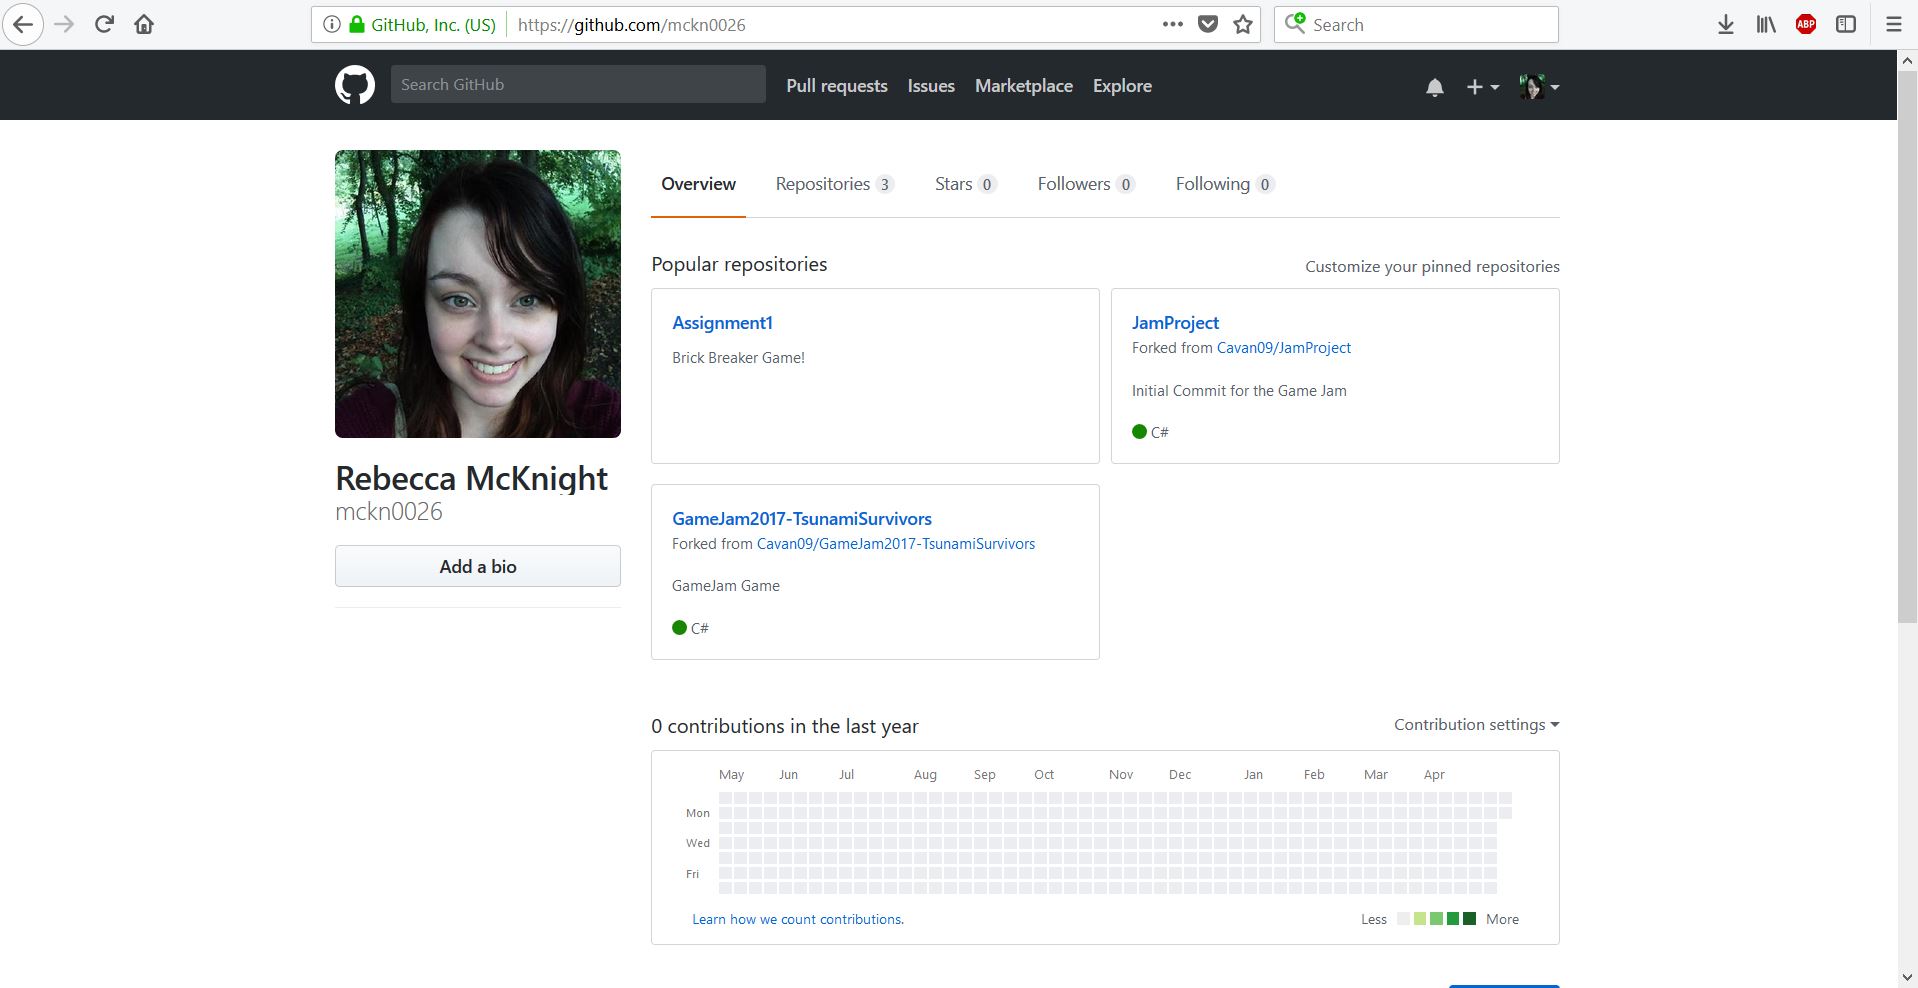 GitHub, Inc. (US)
https://github.com/mckn0026
Search
ABP
Search GitHub
Pull requests
Issues
Marketplace
Explore
Overview
Repositories 3
Stars 0
Followers 0
Following 0
Rebecca McKnight
mckn0026
Add a bio
Popular repositories
Customize your pinned repositories
Assignment1
Brick Breaker Game!
JamProject
Forked from Cavan09/JamProject
Initial Commit for the Game Jam
C#
GameJam2017-TsunamiSurvivors
Forked from Cavan09/GameJam2017-TsunamiSurvivors
GameJam Game
C#
0 contributions in the last year
Contribution settings
May Jun Jul Aug Sep Oct Nov Dec Jan Feb Mar Apr
Mon
Wed
Fri
Learn how we count contributions.
Less More